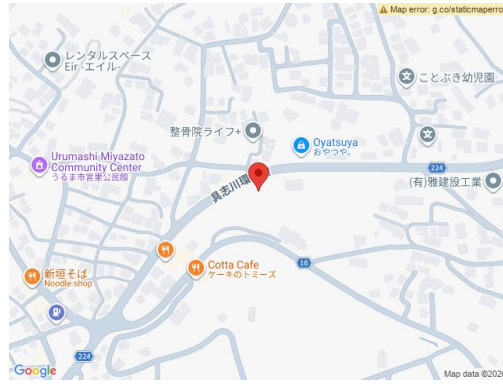 Map error: g.co/staticmaperro
レンタルスペース
Eir -エイル-
ことぶき幼児園
整骨院ライフ+
Oyatsuya
おやつや。
Urumashi Miyazato
Community Center
うるま市宮里公民館
224
(有)雅建設工業
具志川環
Cotta Cafe
ケーキのトミーズ
16
新垣そば
Noodle shop
224
Google
Map data ©202